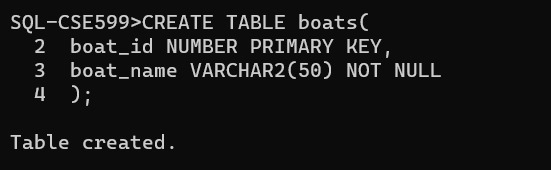 SQL-CSE599>CREATE TABLE boats(
2 boat_id NUMBER PRIMARY KEY,
3 boat_name VARCHAR2(50) NOT NULL
4 );
Table created.